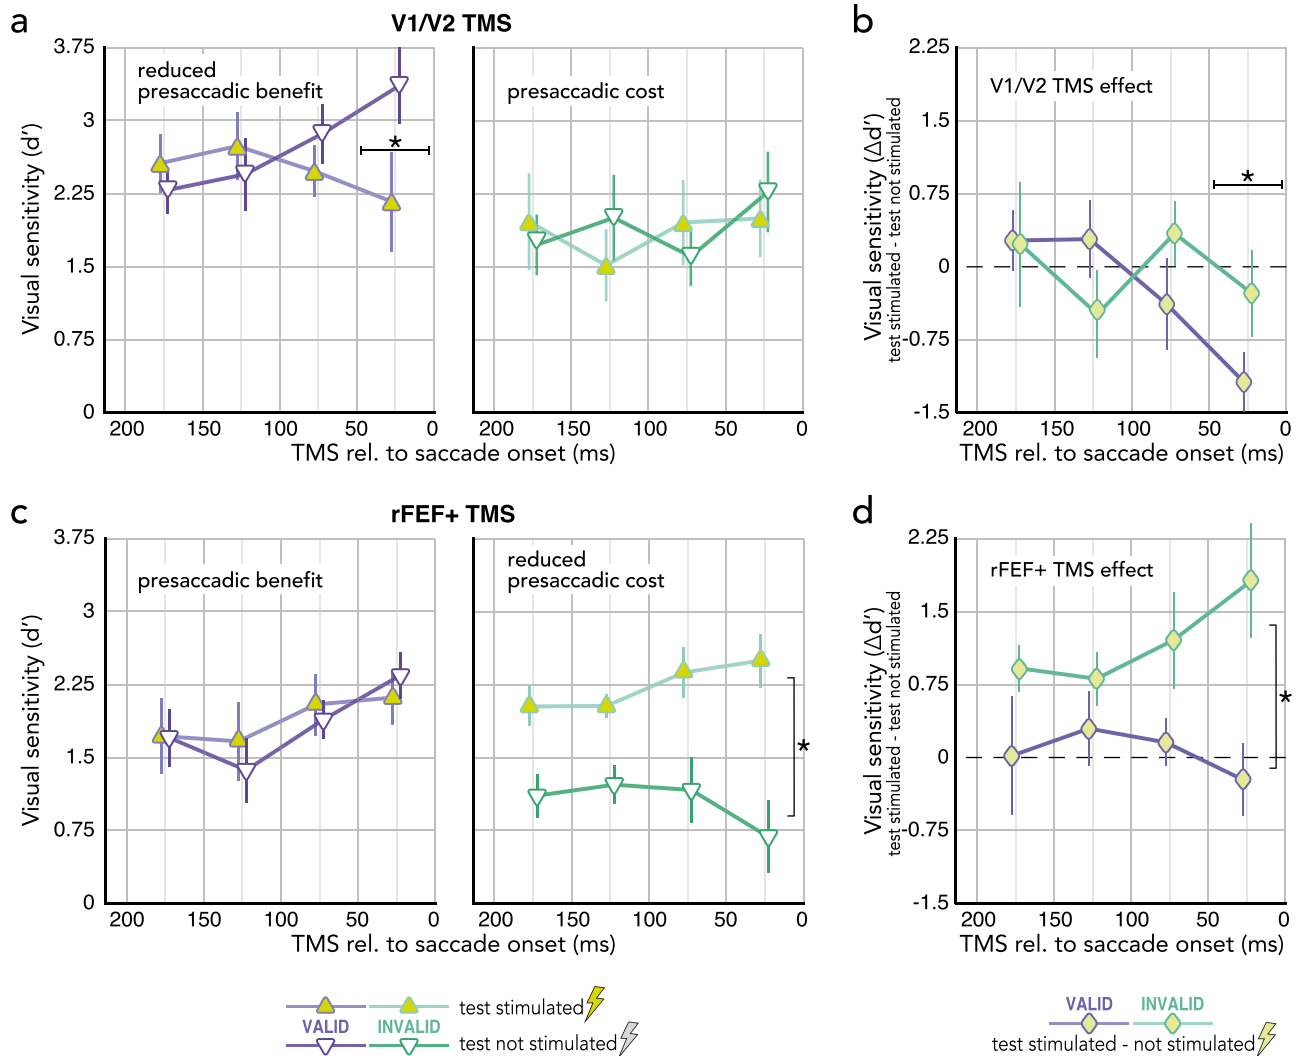 a
V1/V2 TMS
b
3.75
3
2.25
1.5
0.75
0
Visual sensitivity (d')
reduced
presaccadic benefit
*
presaccadic cost
200 150 100 50 0
200 150 100 50 0
TMS rel. to saccade onset (ms)
2.25
1.5
0.75
0
-0.75
-1.5
Visual sensitivity (Δd')
test stimulated - test not stimulated
V1/V2 TMS effect
*
200 150 100 50 0
TMS rel. to saccade onset (ms)
c
rFEF+ TMS
d
3.75
3
2.25
1.5
0.75
0
Visual sensitivity (d')
presaccadic benefit
reduced
presaccadic cost
*
200 150 100 50 0
200 150 100 50 0
TMS rel. to saccade onset (ms)
2.25
1.5
0.75
0
-0.75
-1.5
Visual sensitivity (Δd')
test stimulated - test not stimulated
rFEF+ TMS effect
*
200 150 100 50 0
TMS rel. to saccade onset (ms)
test stimulated
VALID INVALID
test not stimulated
VALID INVALID
test stimulated - not stimulated